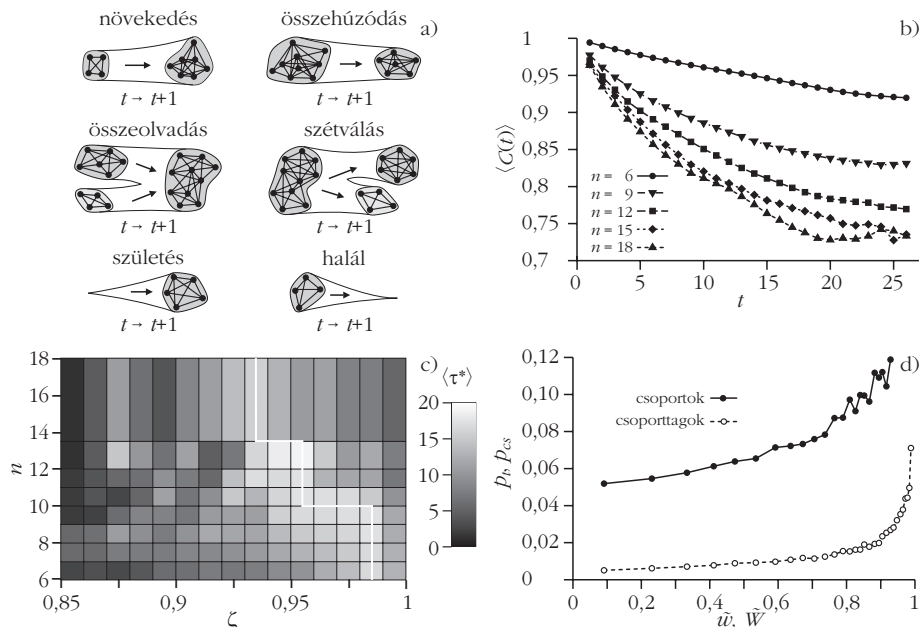 növekedés
összehúzódás
a)
t → t+1
t → t+1
összeolvadás
szétválás
t → t+1
t → t+1
születés
halál
t → t+1
t → t+1
b)
1
0,95
0,9
0,85
0,8
0,75
0,7
⟨C(t)⟩
n = 6
n = 9
n = 12
n = 15
n = 18
0 5 10 15 20 25
t
c)
18
16
14
12
10
8
6
n
0,85 0,9 0,95 1
ζ
⟨τ*⟩
20
15
10
5
0
d)
0,12
0,10
0,08
0,06
0,04
0,02
0
pₜ, p꜀ₛ
csoportok
csoporttagok
0 0,2 0,4 0,6 0,8 1
w̃, W̃